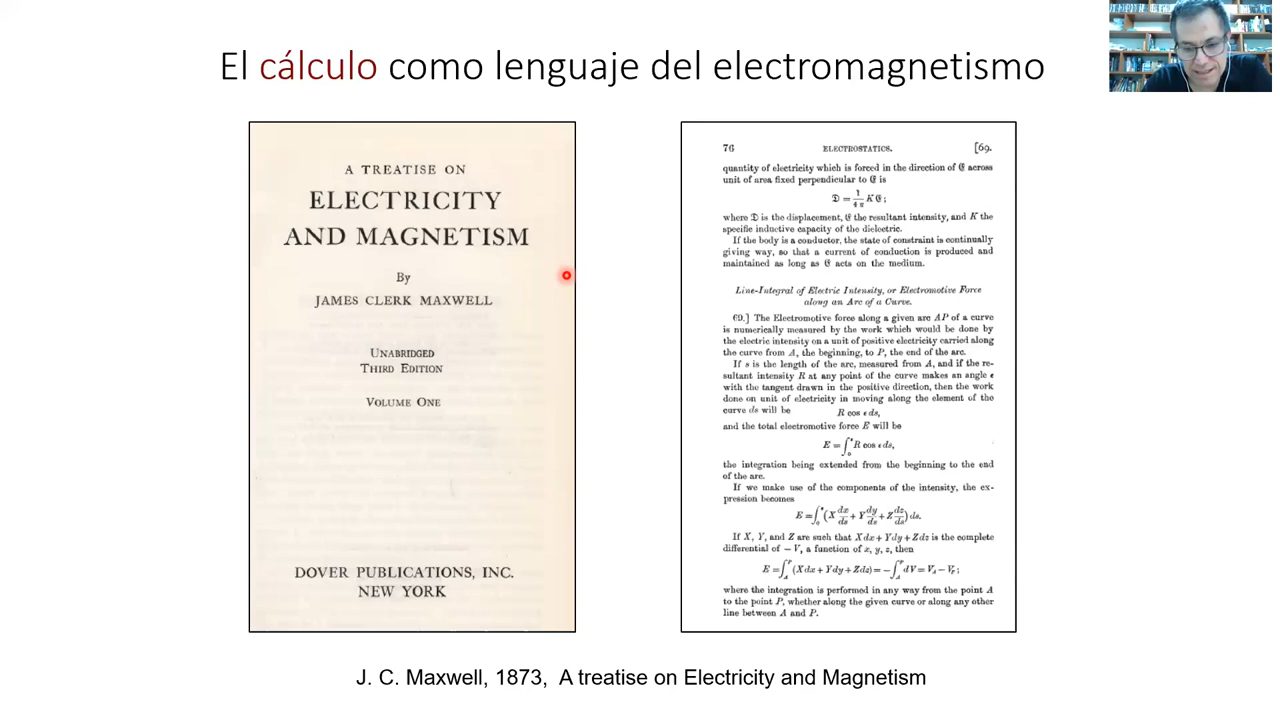 El cálculo como lenguaje del electromagnetismo
A TREATISE ON
ELECTRICITY
AND MAGNETISM
By
JAMES CLERK MAXWELL
UNABRIDGED
THIRD EDITION
VOLUME ONE
DOVER PUBLICATIONS, INC.
NEW YORK
76 ELECTROSTATICS. [69.
quantity of electricity which is forced in the direction of 𝔈 across
unit of area fixed perpendicular to 𝔈 is
𝔇 = 1/4π K𝔈;
where 𝔇 is the displacement, 𝔈 the resultant intensity, and K the
specific inductive capacity of the dielectric.
If the body is a conductor, the state of constraint is continually
giving way, so that a current of conduction is produced and
maintained as long as 𝔈 acts on the medium.
Line-Integral of Electric Intensity, or Electromotive Force
along an Arc of a Curve.
69.] The Electromotive force along a given arc AP of a curve
is numerically measured by the work which would be done by
the electric intensity on a unit of positive electricity carried along
the curve from A, the beginning, to P, the end of the arc.
If s is the length of the arc, measured from A, and if the re-
sultant intensity R at any point of the curve makes an angle ϵ
with the tangent drawn in the positive direction, then the work
done on unit of electricity in moving along the element of the
curve ds will be
R cos ϵ ds,
and the total electromotive force E will be
E = ∫₀ˢ R cos ϵ ds,
the integration being extended from the beginning to the end
of the arc.
If we make use of the components of the intensity, the ex-
pression becomes
E = ∫₀ˢ (X dx/ds + Y dy/ds + Z dz/ds) ds.
If X, Y, and Z are such that Xdx + Ydy + Zdz is the complete
differential of − V, a function of x, y, z, then
E = ∫_A^P (Xdx + Ydy + Zdz) = − ∫_A^P dV = V_A − V_P;
where the integration is performed in any way from the point A
to the point P, whether along the given curve or along any other
line between A and P.
J. C. Maxwell, 1873, A treatise on Electricity and Magnetism